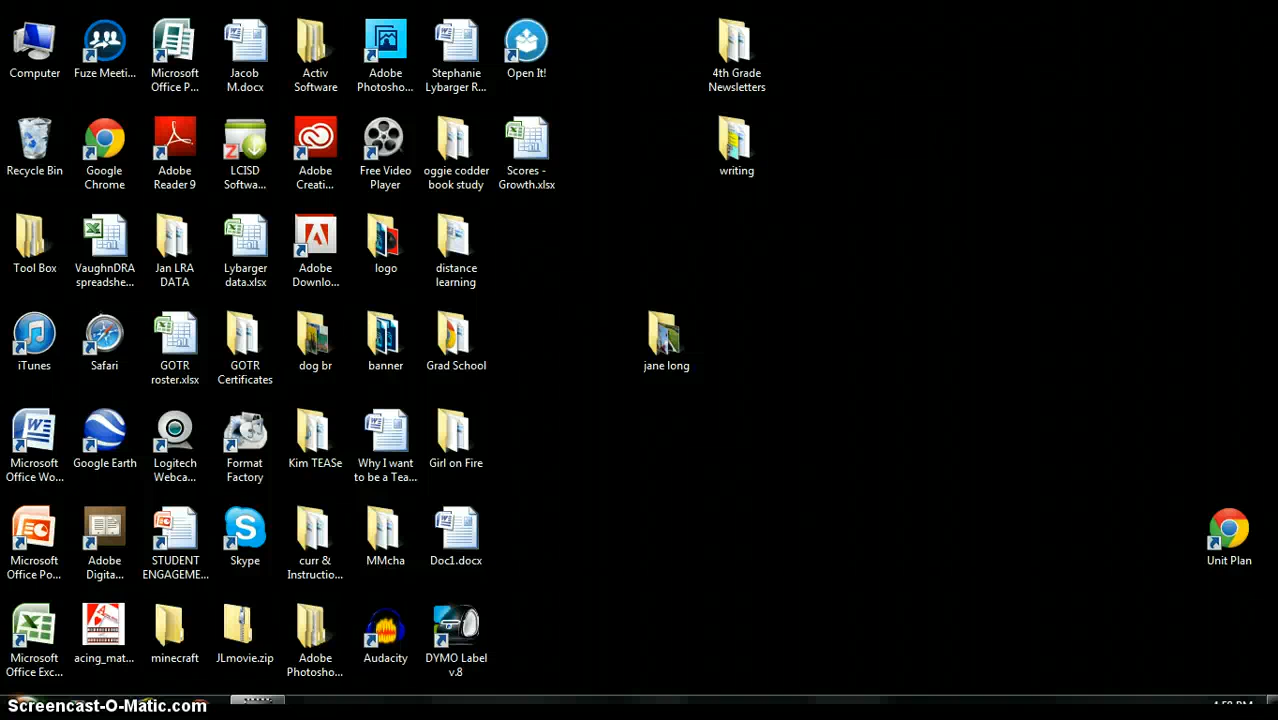 Computer
Fuze Meeti...
Microsoft
Office P...
Jacob
M.docx
Activ
Software
Adobe
Photosho...
Stephanie
Lybarger R...
Open It!
4th Grade
Newsletters
Recycle Bin
Google
Chrome
Adobe
Reader 9
LCISD
Softwa...
Adobe
Creati...
Free Video
Player
oggie codder
book study
Scores -
Growth.xlsx
writing
Tool Box
VaughnDRA
spreadshe...
Jan LRA
DATA
Lybarger
data.xlsx
Adobe
Downlo...
logo
distance
learning
iTunes
Safari
GOTR
roster.xlsx
GOTR
Certificates
dog br
banner
Grad School
jane long
Microsoft
Office Wo...
Google Earth
Logitech
Webca...
Format
Factory
Kim TEASe
Why I want
to be a Tea...
Girl on Fire
Microsoft
Office Po...
Adobe
Digita...
STUDENT
ENGAGEME...
Skype
curr &
Instructio...
MMcha
Doc1.docx
Unit Plan
Microsoft
Office Exc...
acing_mat...
minecraft
JLmovie.zip
Adobe
Photosho...
Audacity
DYMO Label
v.8
Screencast-O-Matic.com